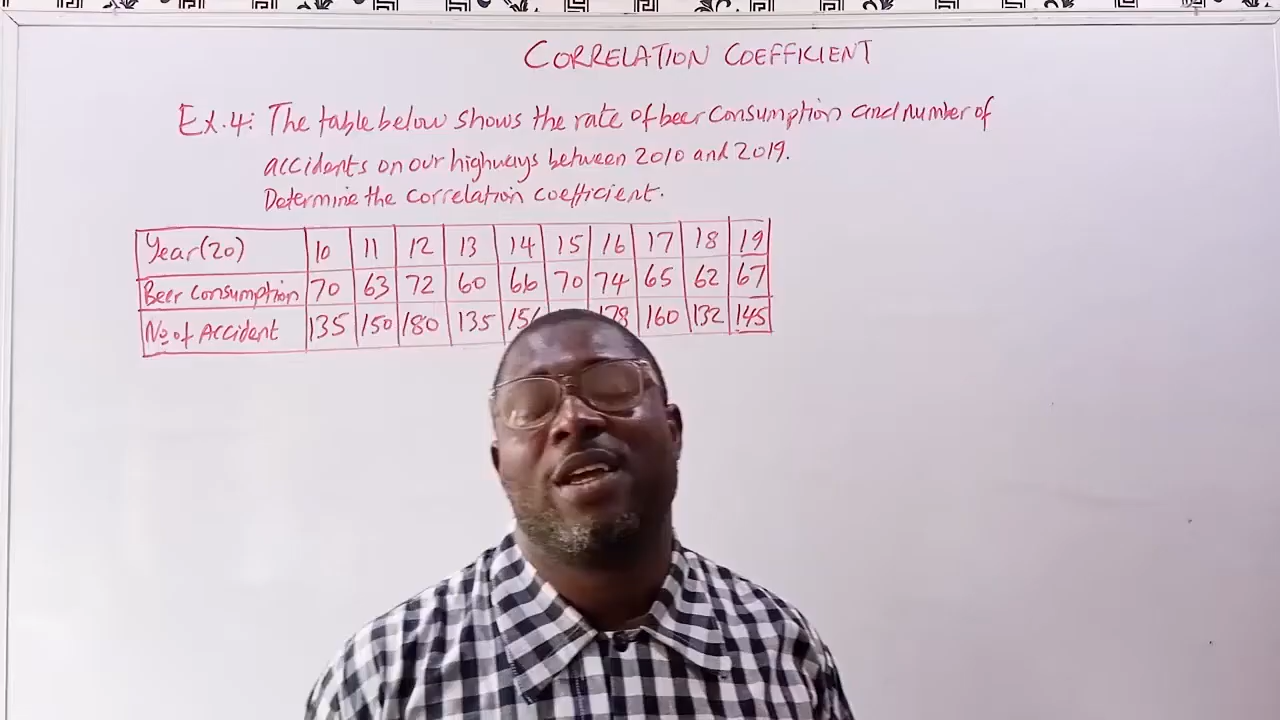 CORRELATION COEFFICIENT
Ex.4: The table below shows the rate of beer consumption and number of
accidents on our highways between 2010 and 2019.
Determine the correlation coefficient.
Year(20) 10 11 12 13 14 15 16 17 18 19
Beer Consumption 70 63 72 60 66 70 74 65 62 67
No of Accident 135 150 180 135 178 160 132 145